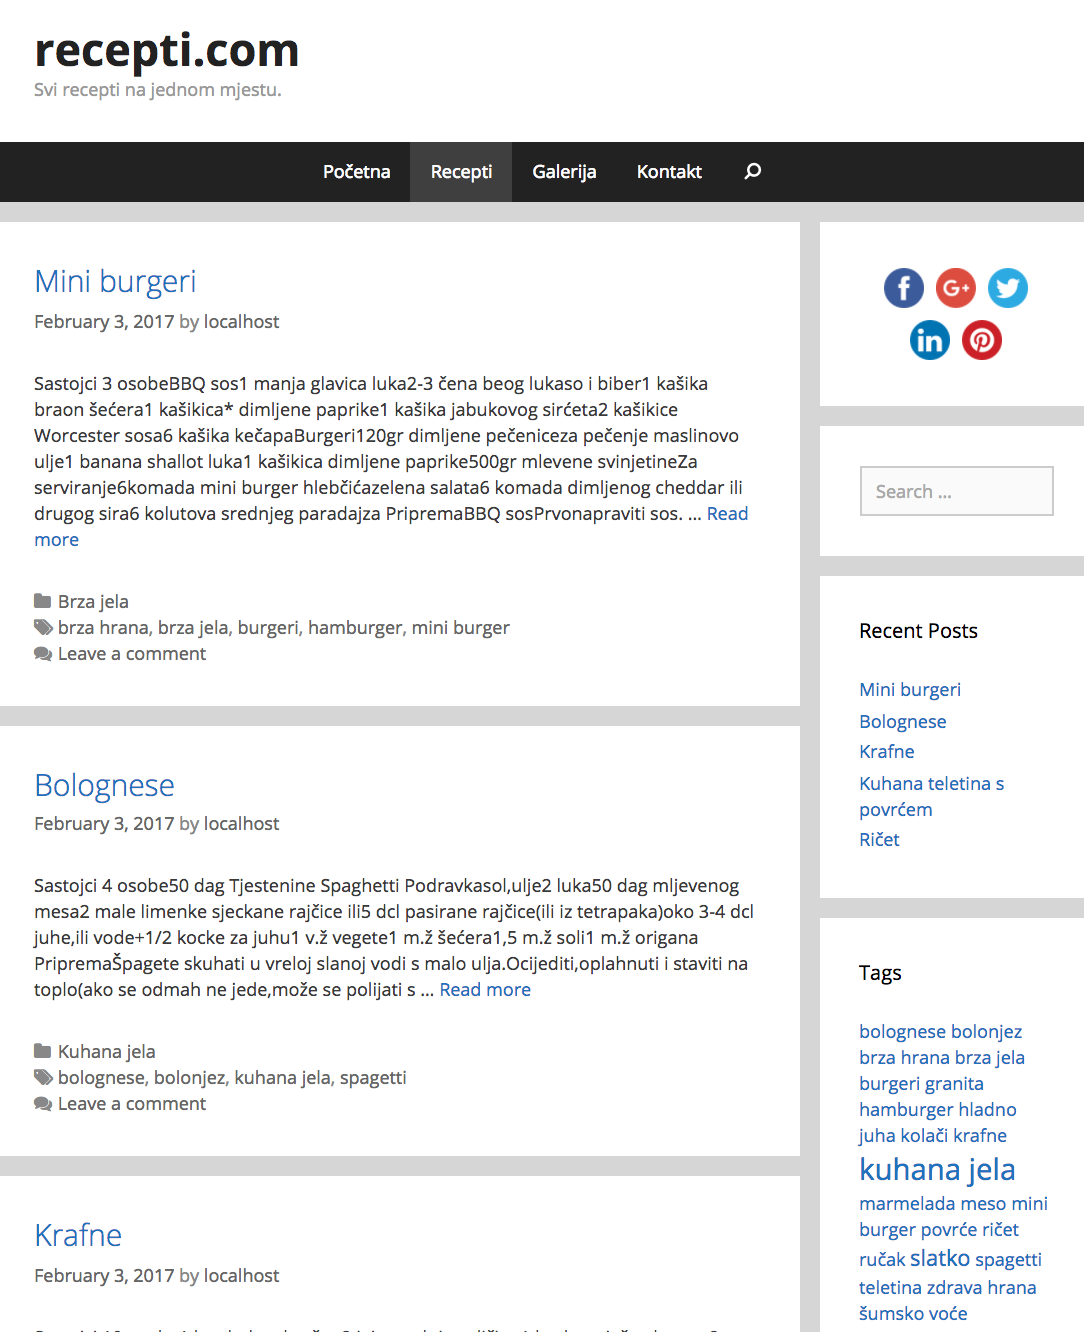 recepti.com
Svi recepti na jednom mjestu.
Početna Recepti Galerija Kontakt
Mini burgeri
February 3, 2017 by localhost
Sastojci 3 osobeBBQ sos1 manja glavica luka2-3 čena beog lukaso i biber1 kašika
braon šećera1 kašikica* dimljene paprike1 kašika jabukovog sirćeta2 kašikice
Worcester sosa6 kašika kečapaBurgeri120gr dimljene pečeniceza pečenje maslinovo
ulje1 banana shallot luka1 kašikica dimljene paprike500gr mlevene svinjetineZa
serviranje6komada mini burger hlebčićazelena salata6 komada dimljenog cheddar ili
drugog sira6 kolutova srednjeg paradajza PripremaBBQ sosPrvonapraviti sos. ... Read
more
Brza jela
brza hrana, brza jela, burgeri, hamburger, mini burger
Leave a comment
Bolognese
February 3, 2017 by localhost
Sastojci 4 osobe50 dag Tjestenine Spaghetti Podravkasol,ulje2 luka50 dag mljevenog
mesa2 male limenke sjeckane rajčice ili5 dcl pasirane rajčice(ili iz tetrapaka)oko 3-4 dcl
juhe,ili vode+1/2 kocke za juhu1 v.ž vegete1 m.ž šećera1,5 m.ž soli1 m.ž origana
PripremaŠpagete skuhati u vreloj slanoj vodi s malo ulja.Ocijediti,oplahnuti i staviti na
toplo(ako se odmah ne jede,može se polijati s ... Read more
Kuhana jela
bolognese, bolonjez, kuhana jela, spagetti
Leave a comment
Krafne
February 3, 2017 by localhost
Search ...
Recent Posts
Mini burgeri
Bolognese
Krafne
Kuhana teletina s
povrćem
Ričet
Tags
bolognese bolonjez
brza hrana brza jela
burgeri granita
hamburger hladno
juha kolači krafne
kuhana jela
marmelada meso mini
burger povrće ričet
ručak slatko spagetti
teletina zdrava hrana
šumsko voće